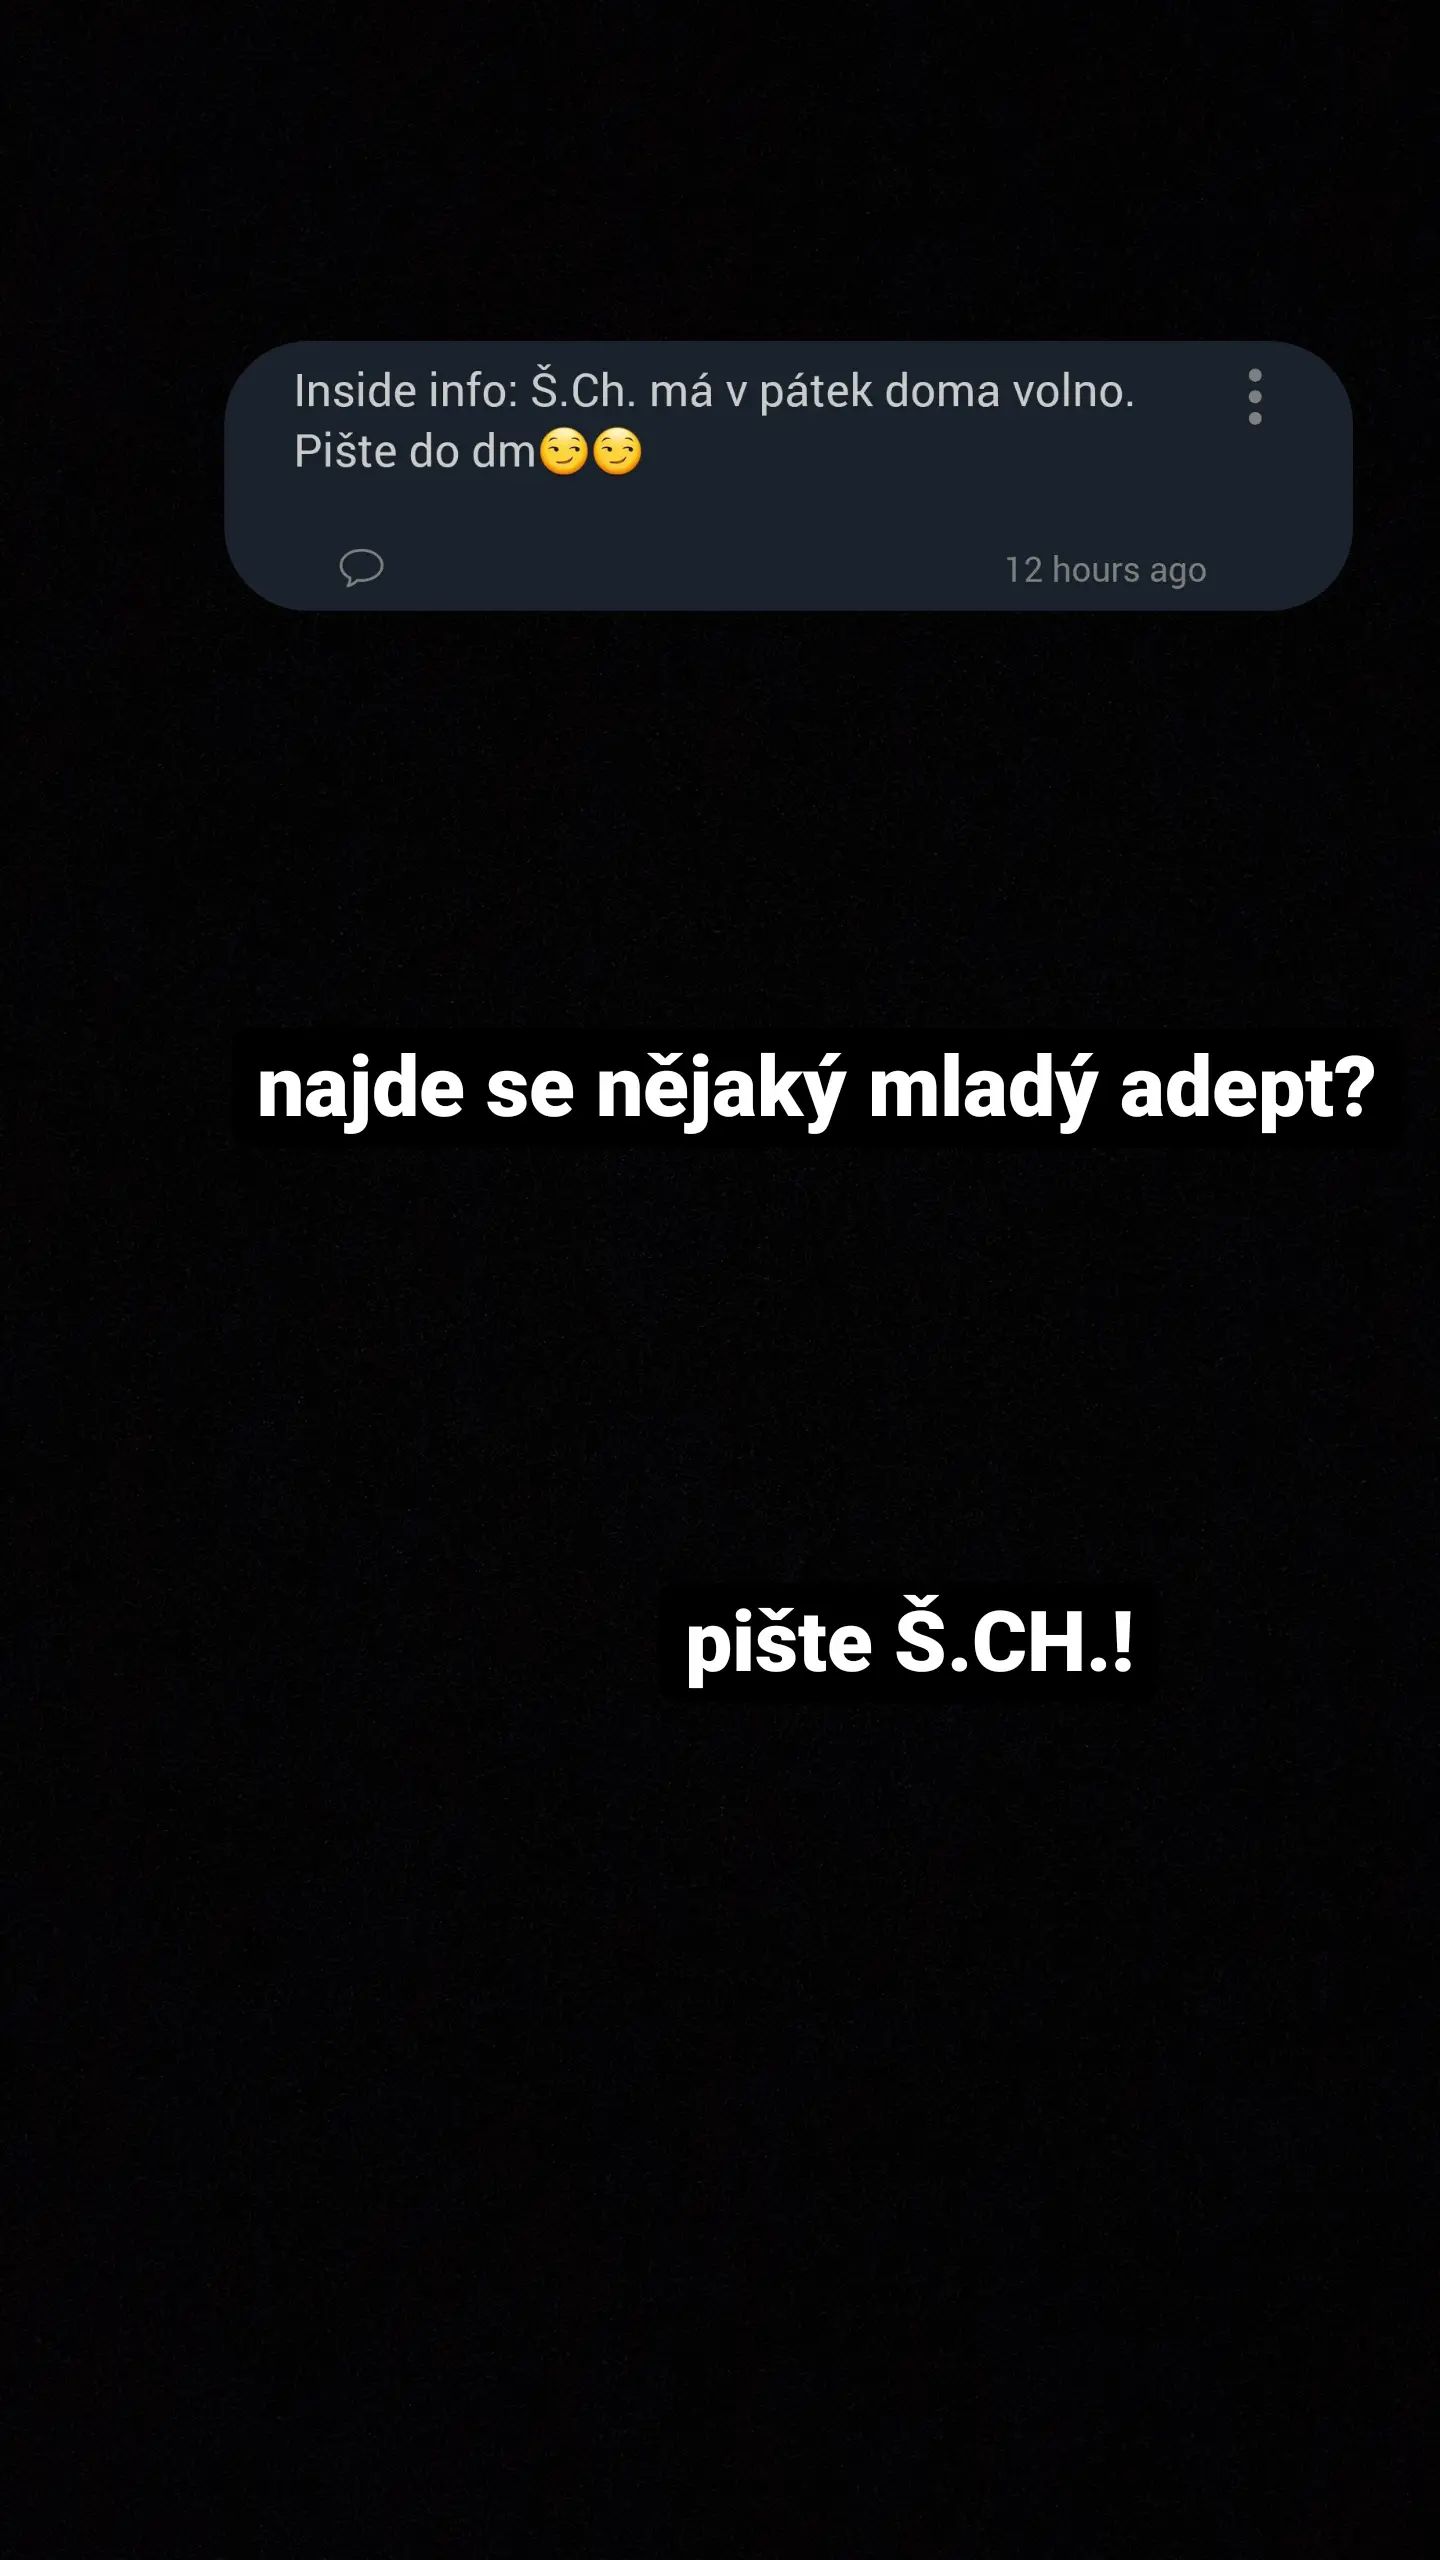 Inside info: Š.Ch. má v pátek doma volno.
Pište do dm😏😏
12 hours ago
najde se nějaký mladý adept?
pište Š.CH.!